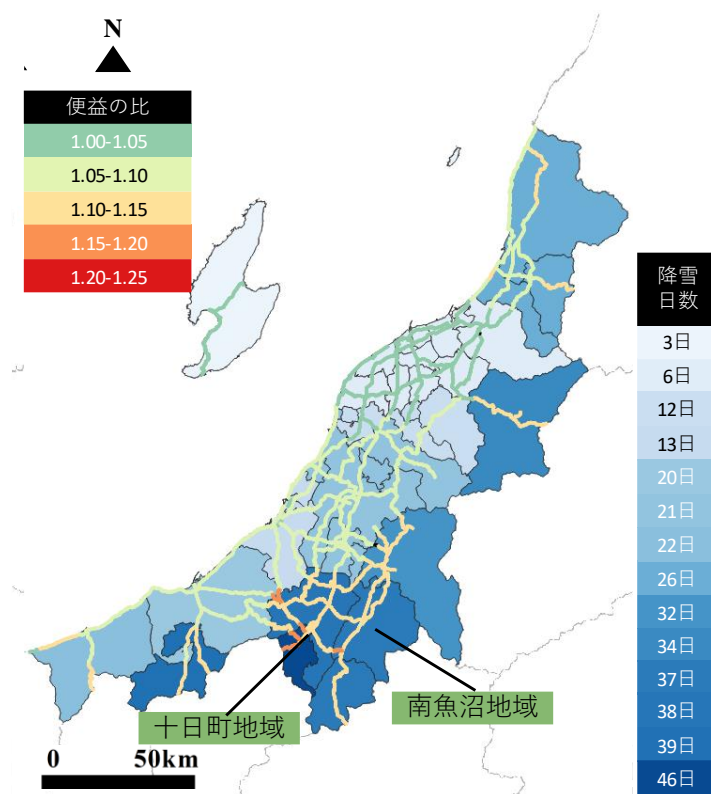 N
便益の比
1.00-1.05
1.05-1.10
1.10-1.15
1.15-1.20
1.20-1.25
降雪
日数
3日
6日
12日
13日
20日
21日
22日
26日
32日
34日
37日
38日
39日
46日
南魚沼地域
十日町地域
0 50km